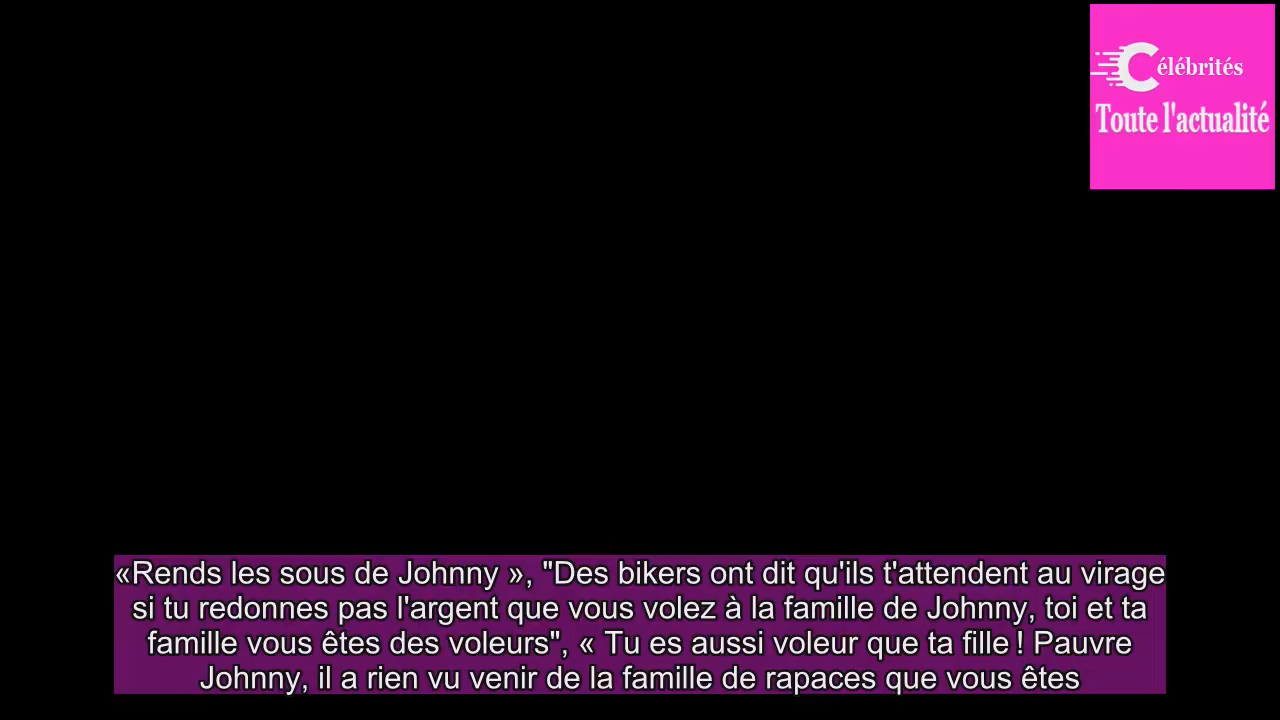 Célébrités
Toute l'actualité
«Rends les sous de Johnny », "Des bikers ont dit qu'ils t'attendent au virage
si tu redonnes pas l'argent que vous volez à la famille de Johnny, toi et ta
famille vous êtes des voleurs", « Tu es aussi voleur que ta fille ! Pauvre
Johnny, il a rien vu venir de la famille de rapaces que vous êtes